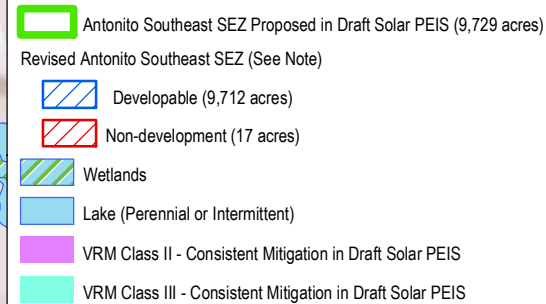 Antonito Southeast SEZ Proposed in Draft Solar PEIS (9,729 acres)
Revised Antonito Southeast SEZ (See Note)
Developable (9,712 acres)
Non-development (17 acres)
Wetlands
Lake (Perennial or Intermittent)
VRM Class II - Consistent Mitigation in Draft Solar PEIS
VRM Class III - Consistent Mitigation in Draft Solar PEIS